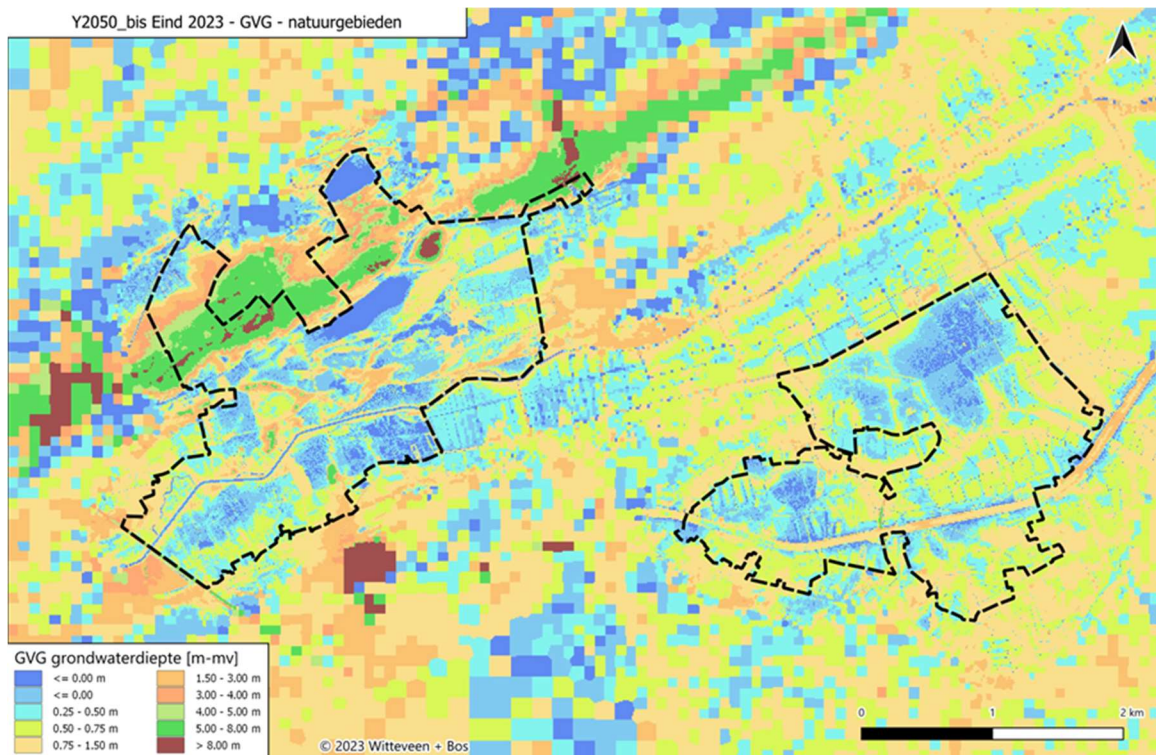 Y2050_bis Eind 2023 - GVG - natuurgebieden
GVG grondwaterdiepte [m-mv]
<= 0.00 m
<= 0.00
0.25 - 0.50 m
0.50 - 0.75 m
0.75 - 1.50 m
1.50 - 3.00 m
3.00 - 4.00 m
4.00 - 5.00 m
5.00 - 8.00 m
> 8.00 m
© 2023 Witteveen + Bos
0 1 2 km